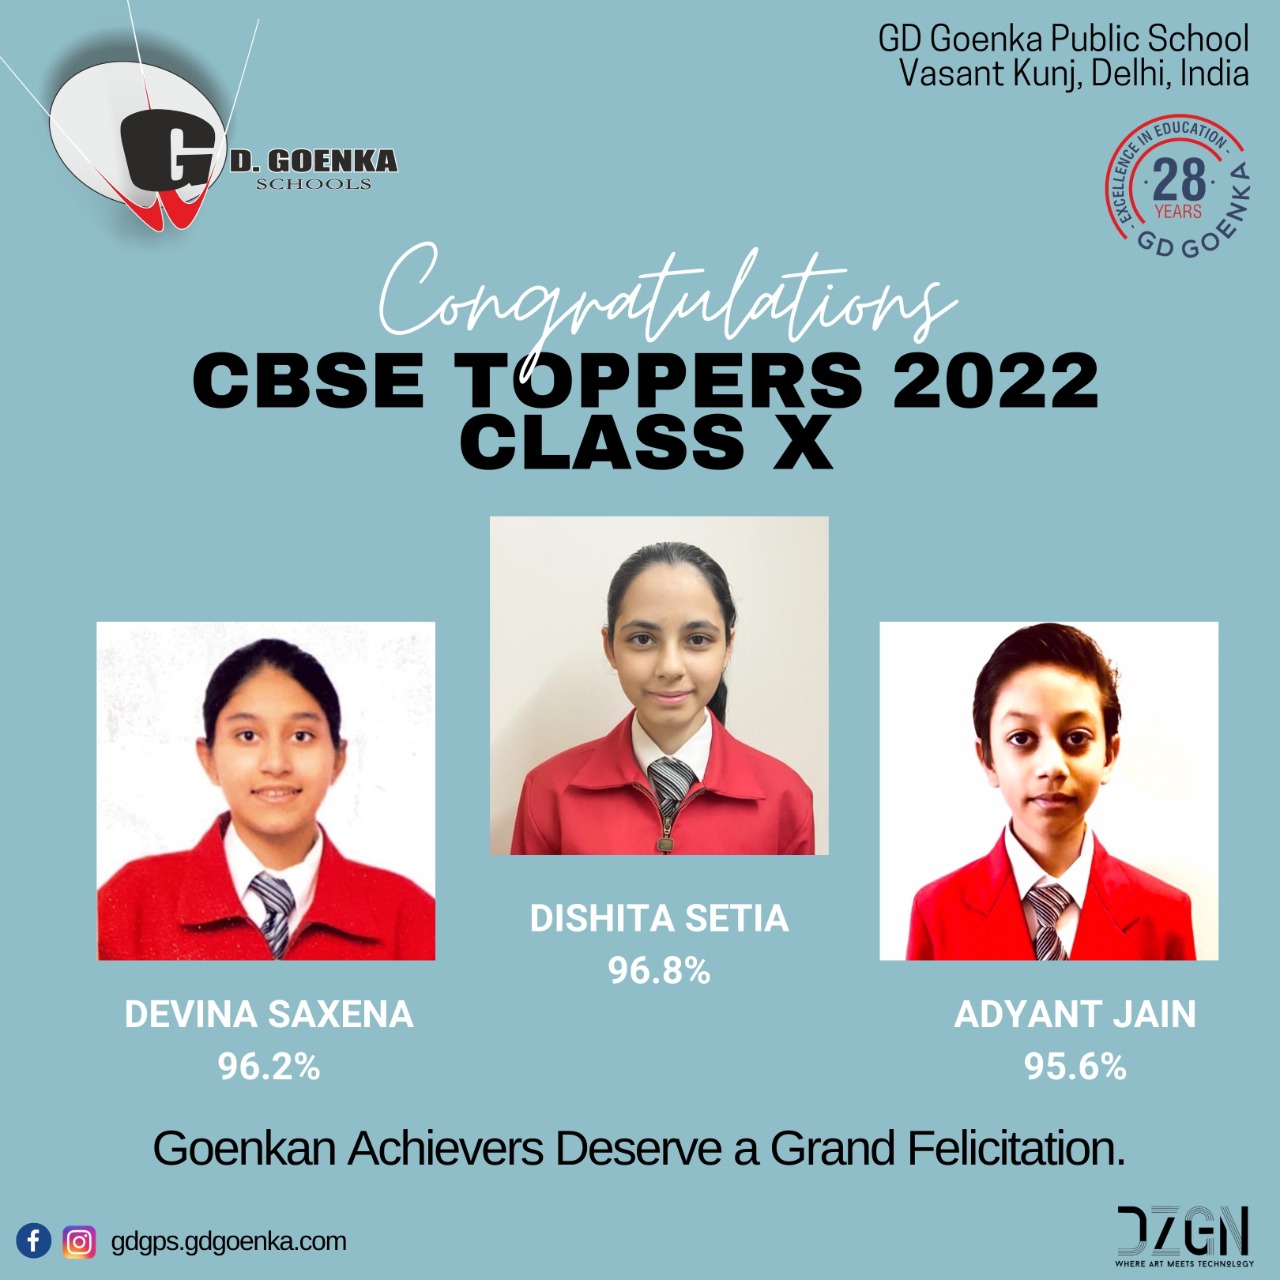 GD Goenka Public School
Vasant Kunj, Delhi, India
G D. GOENKA
SCHOOLS
- EXCELLENCE IN EDUCATION -
· 28 ·
YEARS
GD GOENKA
Congratulations
CBSE TOPPERS 2022
CLASS X
DISHITA SETIA
96.8%
DEVINA SAXENA
96.2%
ADYANT JAIN
95.6%
Goenkan Achievers Deserve a Grand Felicitation.
gdgps.gdgoenka.com
DZGN
WHERE ART MEETS TECHNOLOGY